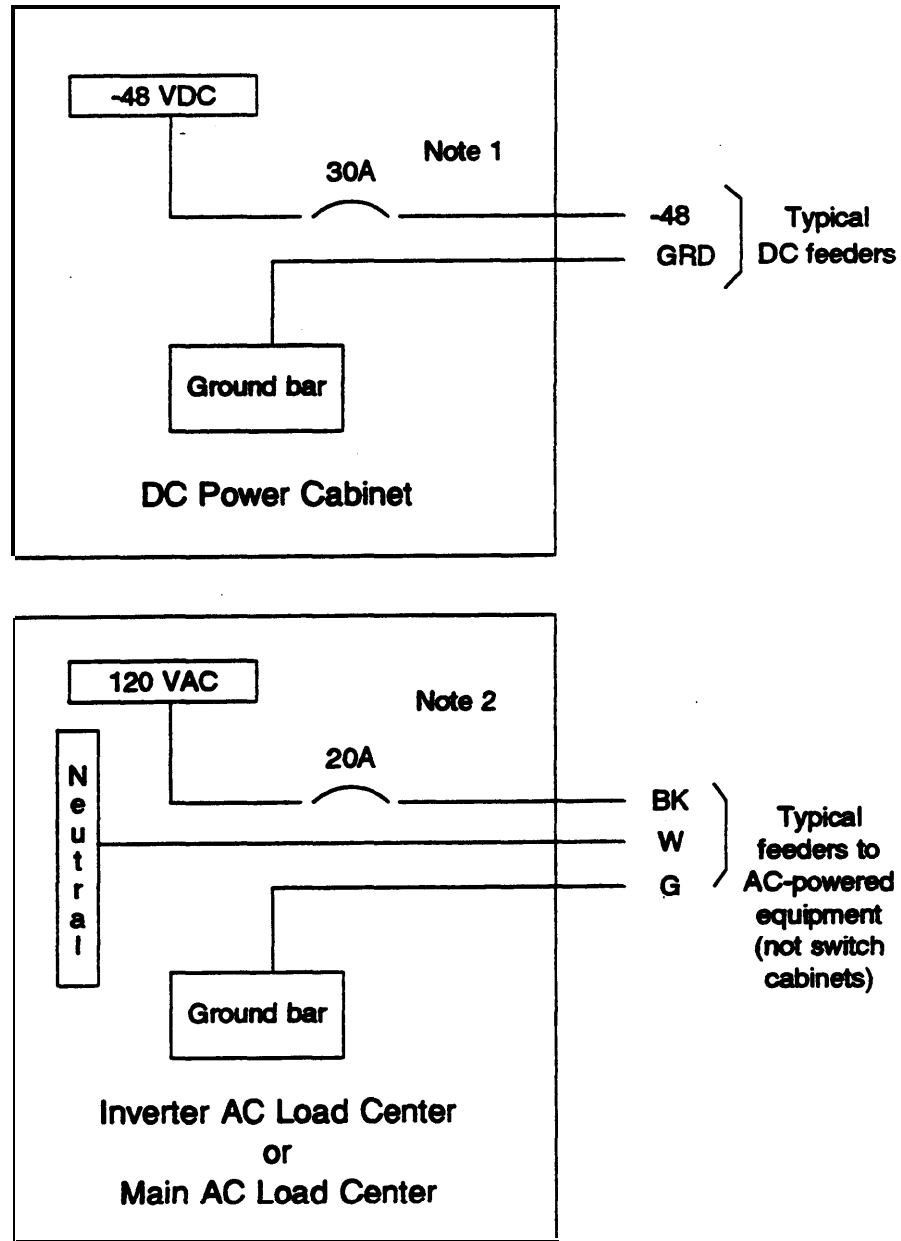 -48 VDC
Note 1
30A
-48
GRD
Typical
DC feeders
Ground bar
DC Power Cabinet
120 VAC
Note 2
20A
Neutral
BK
W
G
Typical
feeders to
AC-powered
equipment
(not switch
cabinets)
Ground bar
Inverter AC Load Center
or
Main AC Load Center